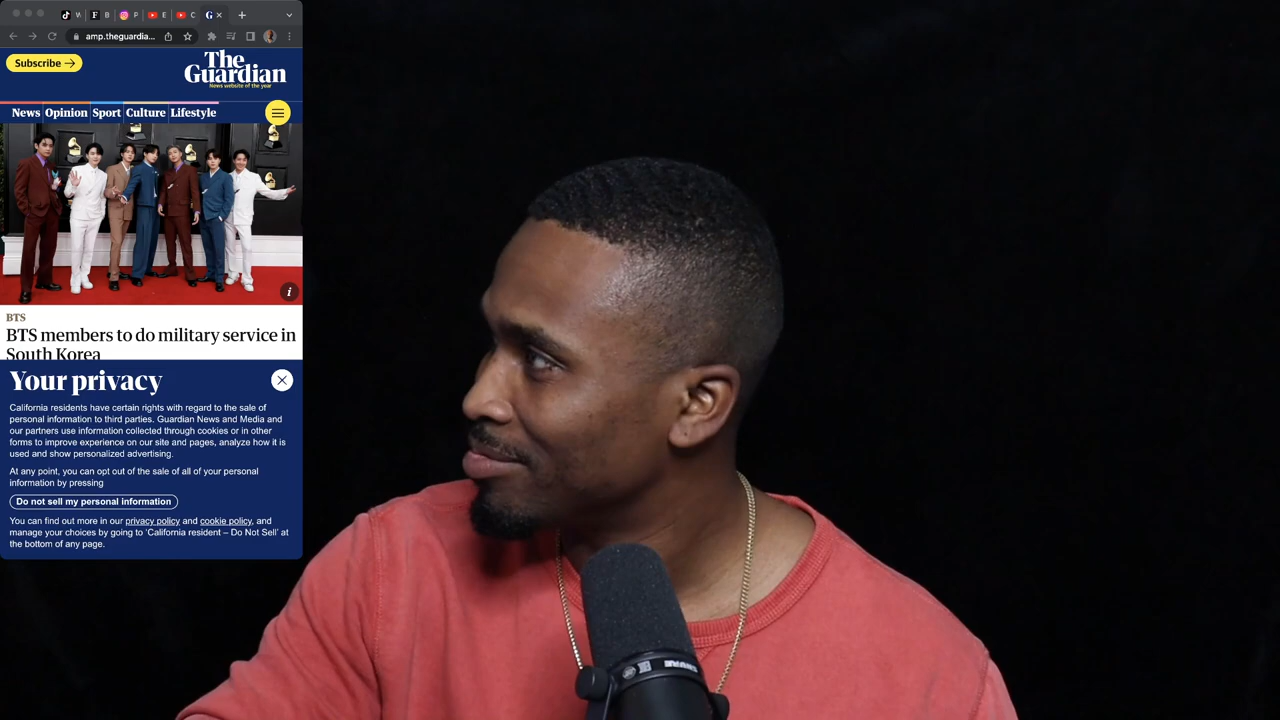 W
F B
P
E
C
G
amp.theguardia...
Subscribe
The
Guardian
News website of the year
News Opinion Sport Culture Lifestyle
i
BTS
BTS members to do military service in
South Korea
Your privacy
California residents have certain rights with regard to the sale of
personal information to third parties. Guardian News and Media and
our partners use information collected through cookies or in other
forms to improve experience on our site and pages, analyze how it is
used and show personalized advertising.
At any point, you can opt out of the sale of all of your personal
information by pressing
Do not sell my personal information
You can find out more in our privacy policy and cookie policy, and
manage your choices by going to ‘California resident – Do Not Sell’ at
the bottom of any page.